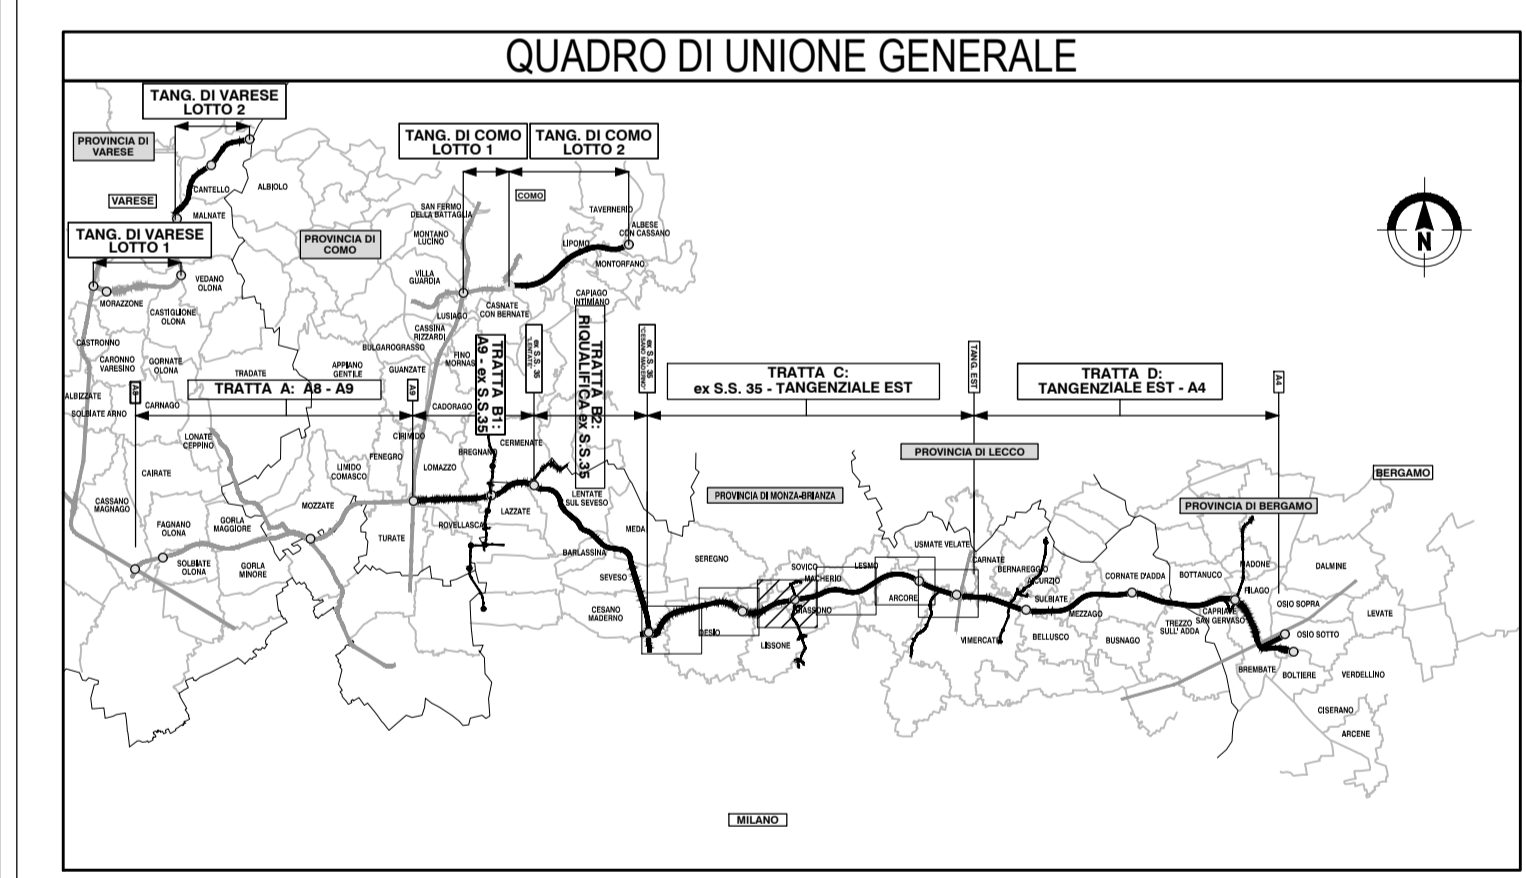 QUADRO DI UNIONE GENERALE
TANG. DI VARESE
LOTTO 2
PROVINCIA DI
VARESE
VARESE
CANTELLO
ALBIOLO
MALNATE
TANG. DI VARESE
LOTTO 1
VEDANO
OLONA
MORAZZONE
CASTIGLIONE
OLONA
PROVINCIA DI
COMO
TANG. DI COMO
LOTTO 1
TANG. DI COMO
LOTTO 2
COMO
SAN FERMO
DELLA BATTAGLIA
MONTANO
LUCINO
VILLA
GUARDIA
TAVERNERIO
ALBESE
CON CASSANO
LIPOMO
MONTORFANO
CAPIAGO
INTIMIANO
LUSIAGO
CASNATE
CON BERNATE
CASSINA
RIZZARDI
BULGAROGRASSO
FINO
MORNAS
GUANZATE
APPIANO
GENTILE
CASTRONNO
CARONNO
VARESINO
GORNATE
OLONA
TRADATE
ALBIZZATE
SOLBIATE ARNO
CARNAGO
A8
TRATTA A: A8 - A9
A9
CADORAGO
TRATTA B1:
A9 - ex S.S.35
ex S.S. 35
"LENTATE"
TRATTA B2:
RIQUALIFICA ex S.S.35
ex S.S. 35
"CESANO MADERNO"
TRATTA C:
ex S.S. 35 - TANGENZIALE EST
TANG. EST
TRATTA D:
TANGENZIALE EST - A4
A4
N
LONATE
CEPPINO
CIRIMIDO
CERMENATE
BREGNANO
FENEGRO
LIMIDO
COMASCO
LOMAZZO
CAIRATE
CASSANO
MAGNAGO
MOZZATE
FAGNANO
OLONA
GORLA
MAGGIORE
SOLBIATE
OLONA
GORLA
MINORE
TURATE
ROVELLASCA
LAZZATE
LENTATE
SUL SEVESO
MEDA
BARLASSINA
SEVESO
CESANO
MADERNO
SEREGNO
DESIO
PROVINCIA DI MONZA-BRIANZA
PROVINCIA DI LECCO
PROVINCIA DI BERGAMO
BERGAMO
SOVICO
MACHERIO
BIASSONO
LISSONE
LESMO
ARCORE
USMATE VELATE
CARNATE
BERNAREGGIO
AICURZIO
SULBIATE
MEZZAGO
VIMERCATE
BELLUSCO
CORNATE D'ADDA
BUSNAGO
BOTTANUCO
TREZZO
SULL' ADDA
CAPRIATE
SAN GERVASO
MADONE
FILAGO
DALMINE
OSIO SOPRA
LEVATE
OSIO SOTTO
BREMBATE
BOLTIERE
VERDELLINO
CISERANO
ARCENE
MILANO